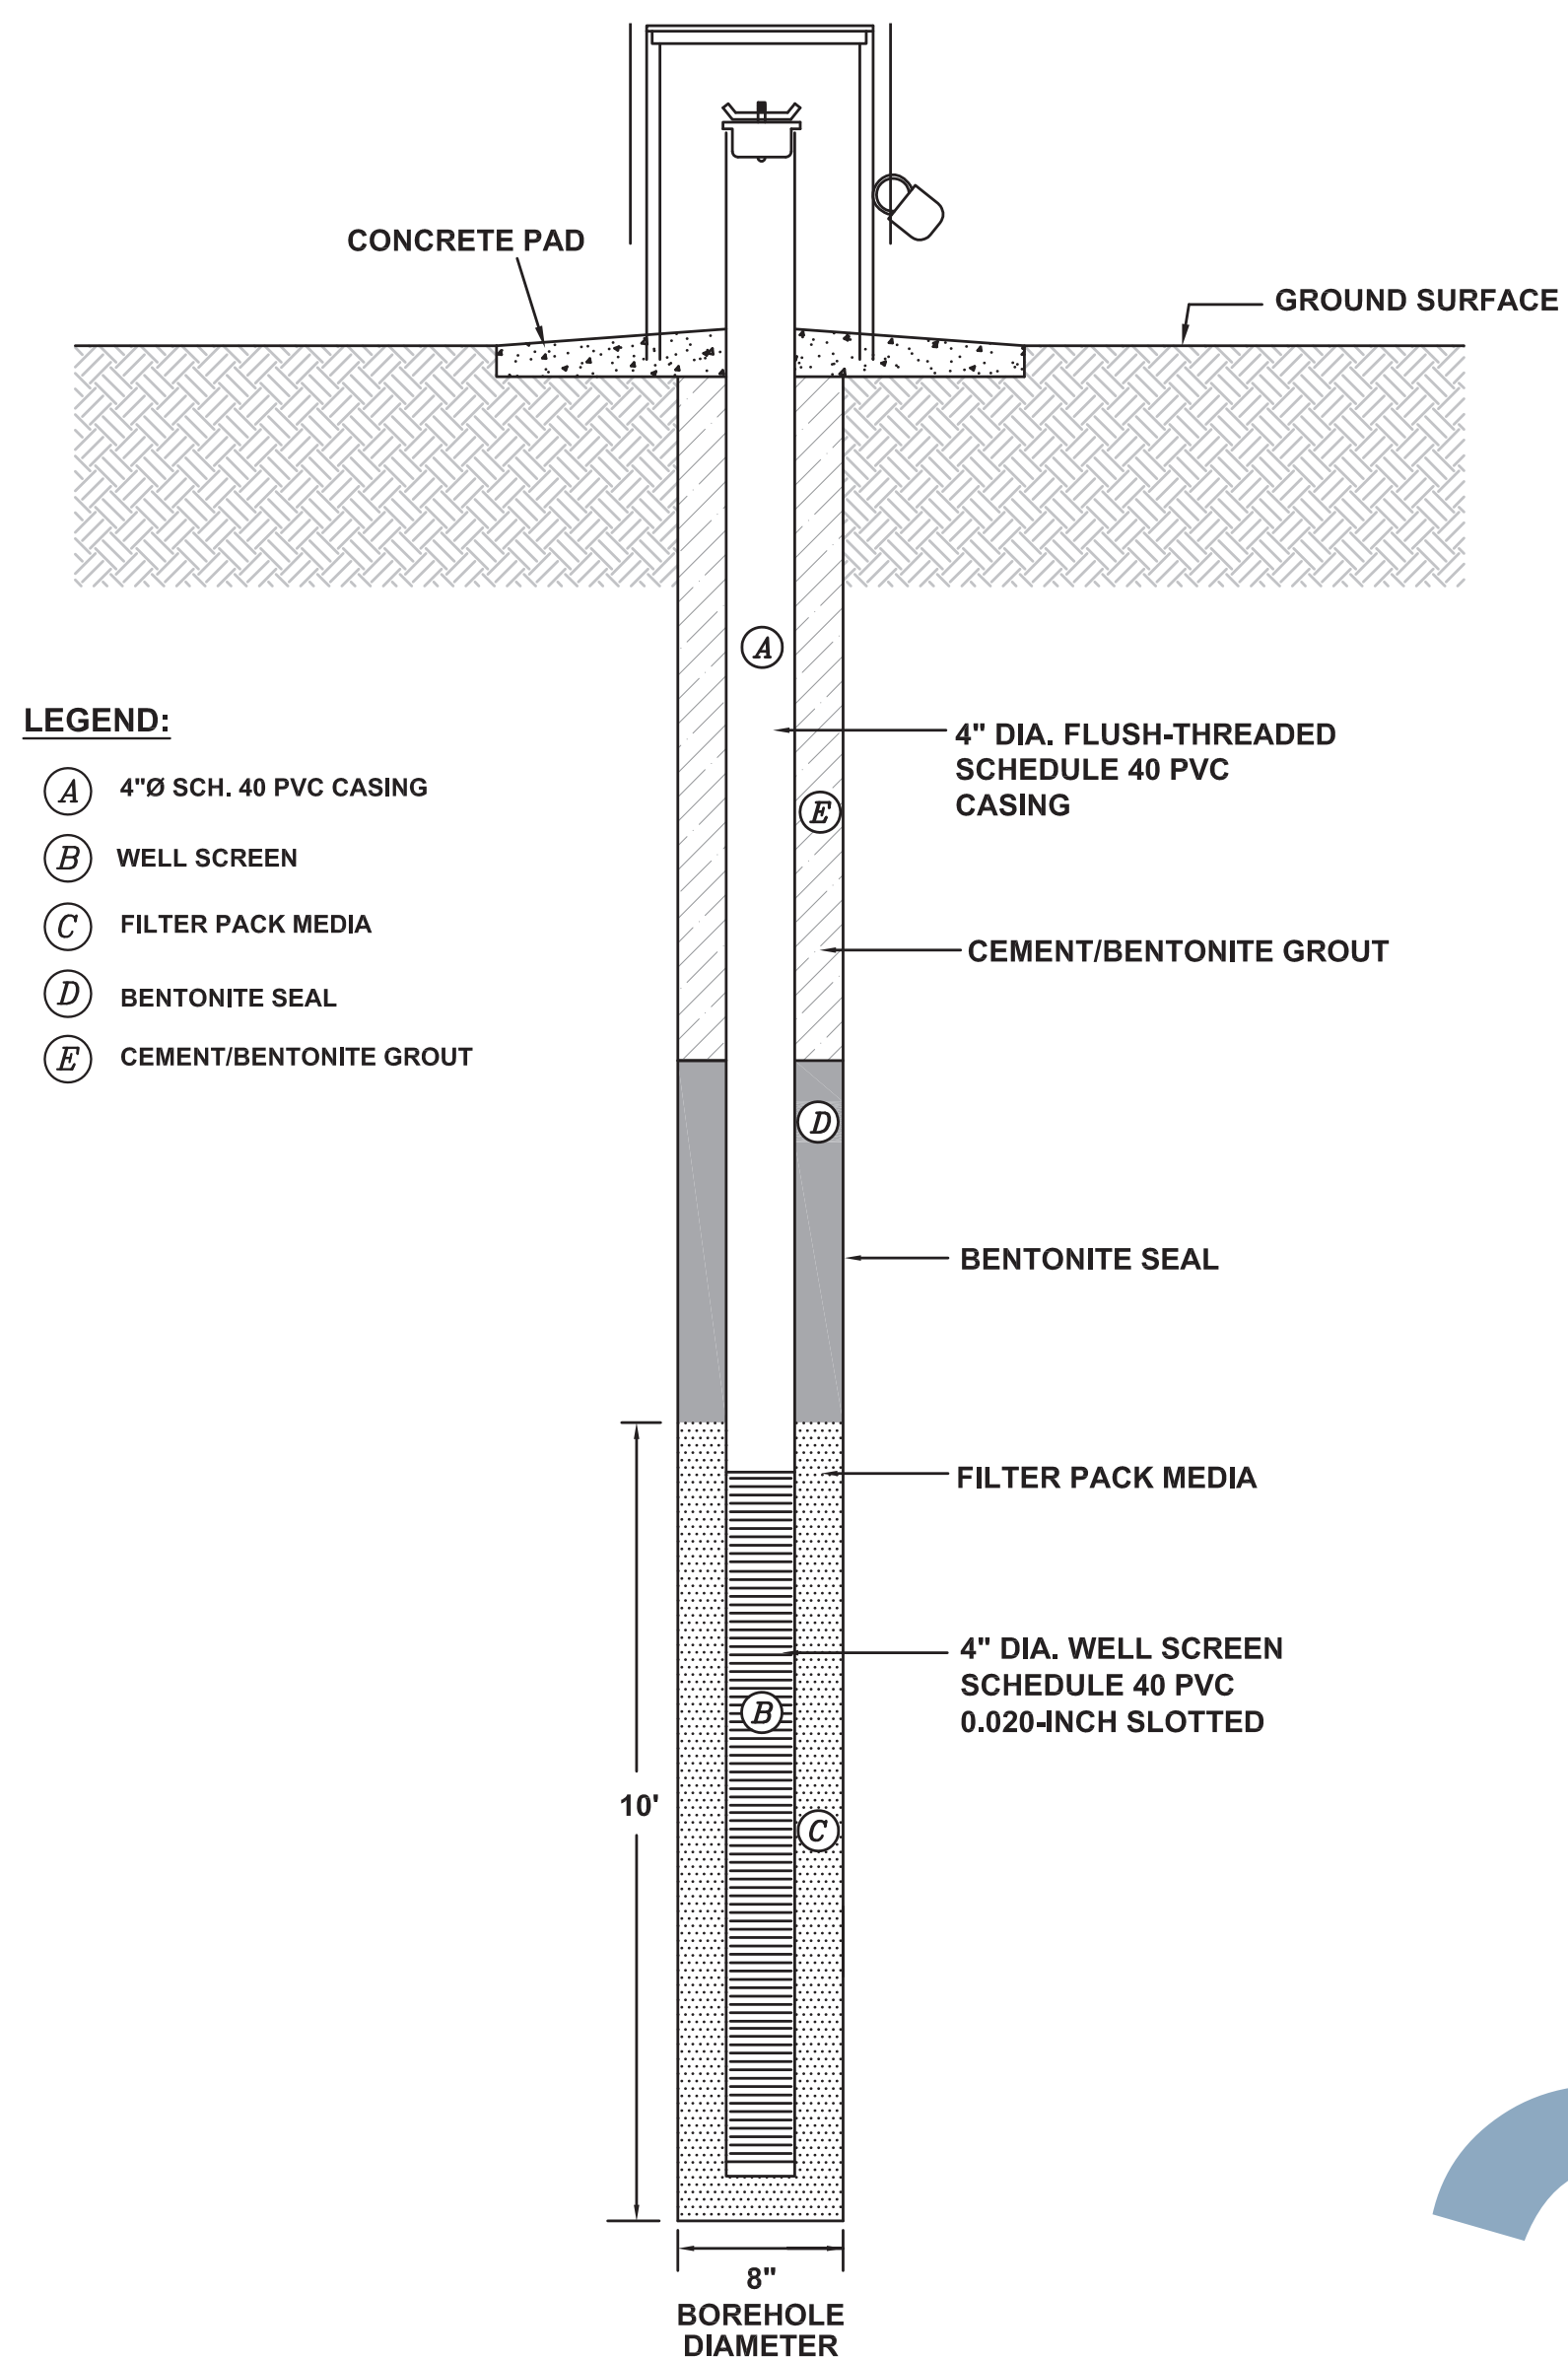 CONCRETE PAD
GROUND SURFACE
A
LEGEND:
A 4"Ø SCH. 40 PVC CASING
B WELL SCREEN
C FILTER PACK MEDIA
D BENTONITE SEAL
E CEMENT/BENTONITE GROUT
4" DIA. FLUSH-THREADED
SCHEDULE 40 PVC
CASING
E
CEMENT/BENTONITE GROUT
D
BENTONITE SEAL
FILTER PACK MEDIA
4" DIA. WELL SCREEN
SCHEDULE 40 PVC
0.020-INCH SLOTTED
B
10'
C
8"
BOREHOLE
DIAMETER